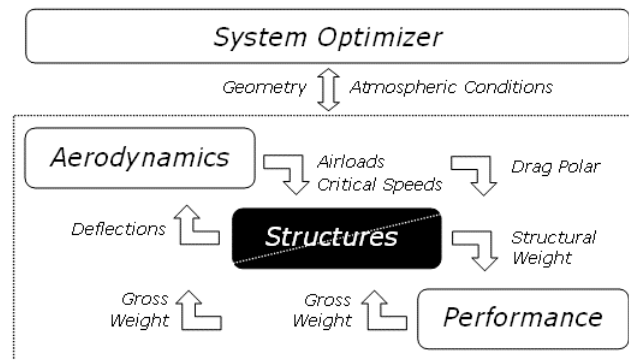 System Optimizer
Geometry Atmospheric Conditions
Aerodynamics
Airloads
Critical Speeds
Drag Polar
Deflections
Structures
Structural
Weight
Gross
Weight
Gross
Weight
Performance